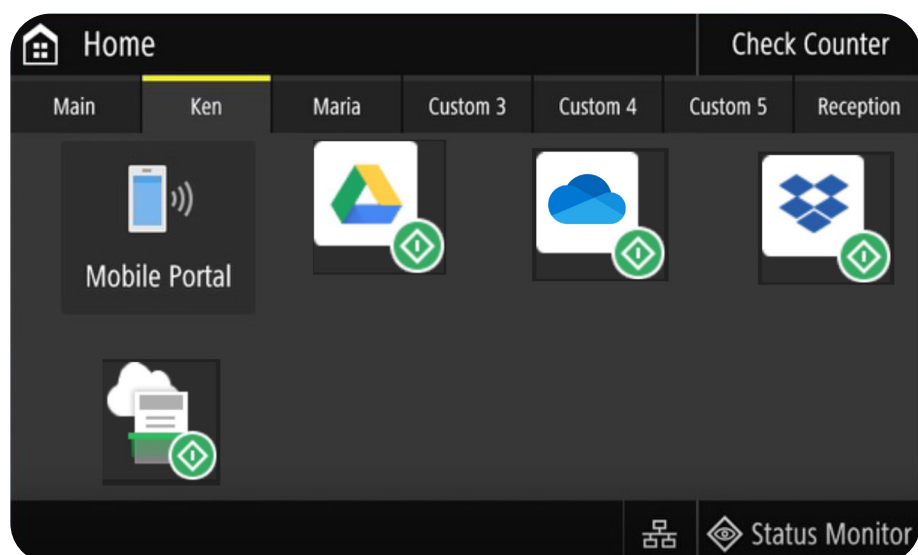 Home
Check Counter
Main
Ken
Maria
Custom 3
Custom 4
Custom 5
Reception
Mobile Portal
Status Monitor